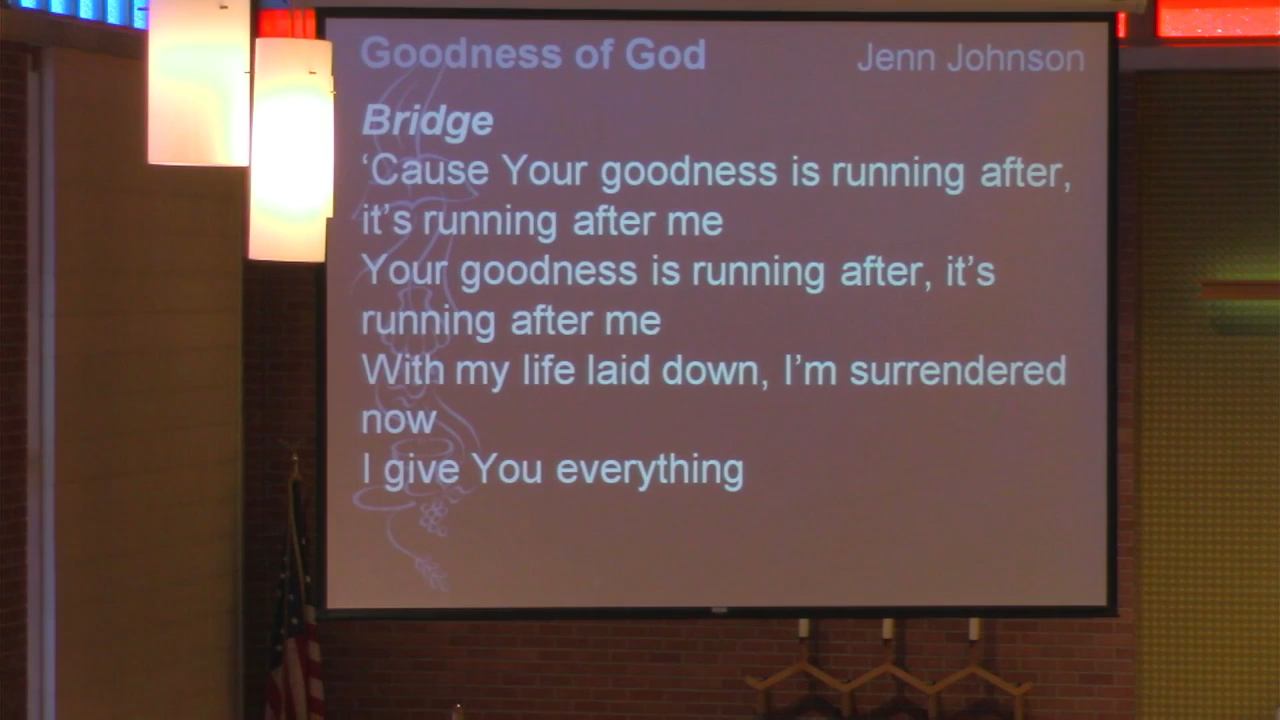 Goodness of God Jenn Johnson
Bridge
‘Cause Your goodness is running after,
it’s running after me
Your goodness is running after, it’s
running after me
With my life laid down, I’m surrendered
now
I give You everything